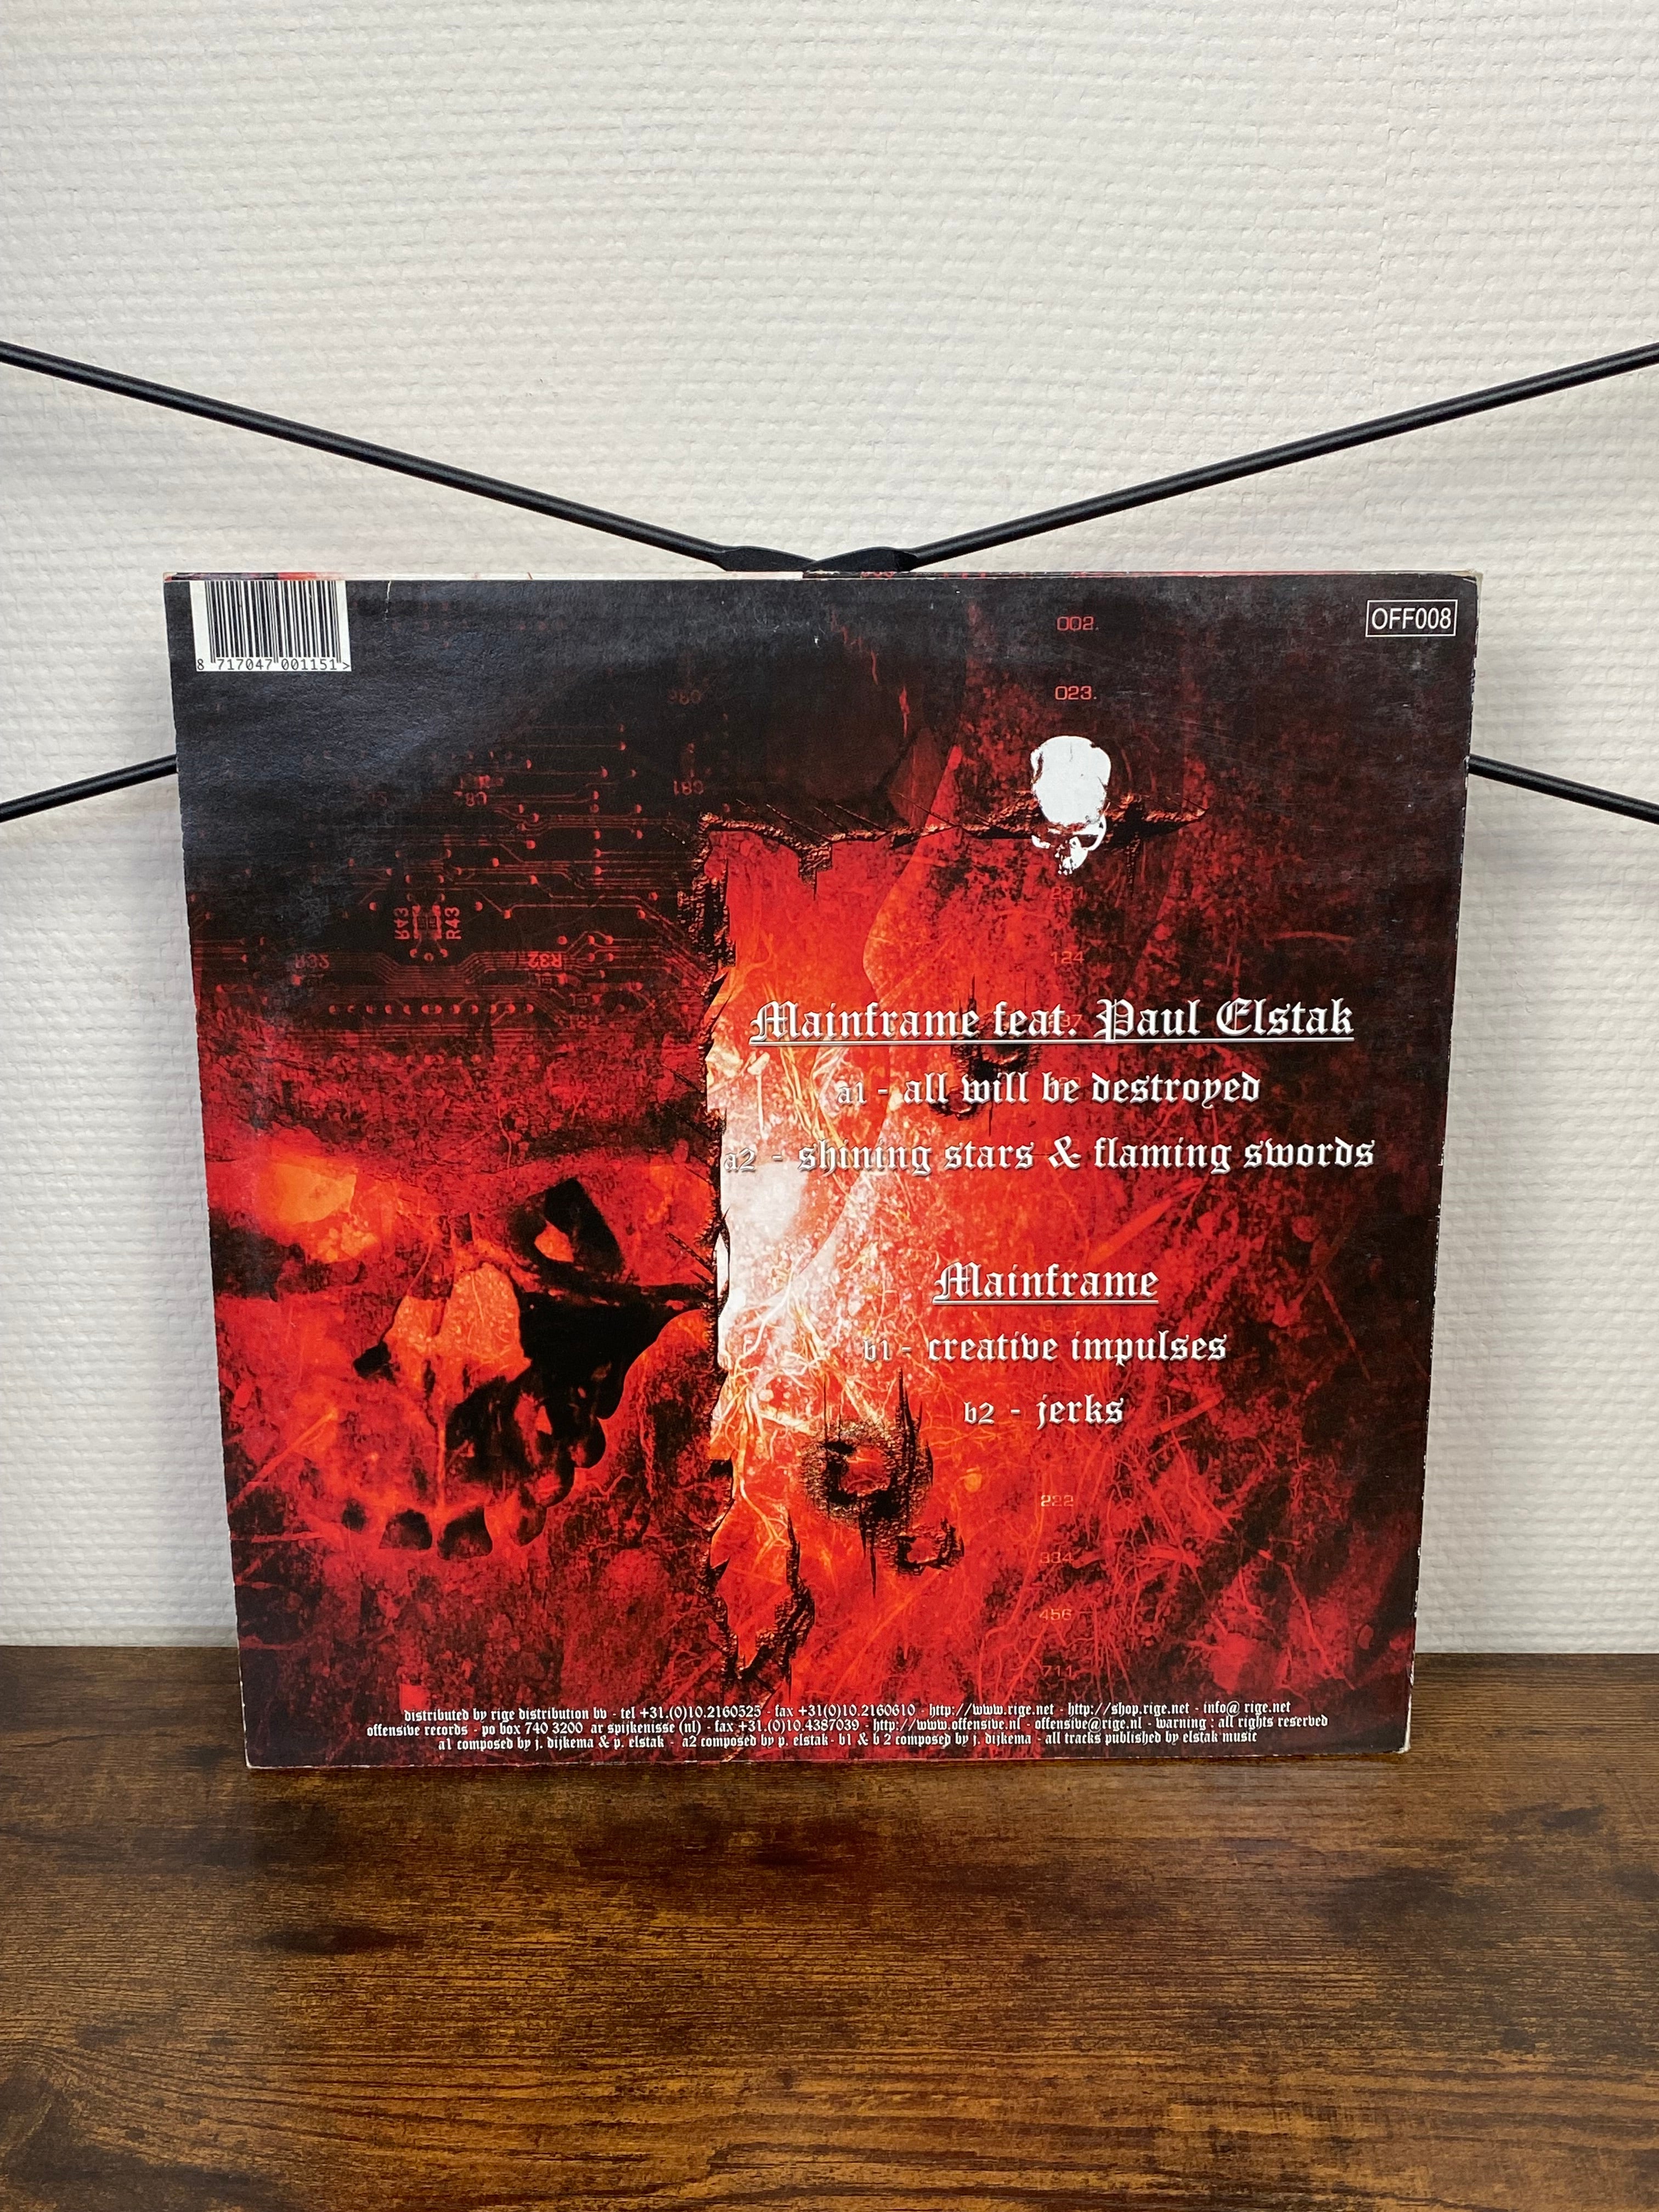 8 717047 001151 >
OFF008
002.
023.
C81
R43 R43
R32 R32
231
124
Mainframe feat. Paul Elstak
a1 - all will be destroyed
a2 - shining stars & flaming swords
Mainframe
b1 - creative impulses
b2 - jerks
222
334
456
711
distributed by rige distribution bv - tel +31.(0)10.2160525 - fax +31(0)10.2160610 - http://www.rige.net - http://shop.rige.net - info@rige.net
offensive records - po box 740 3200 ar spijkenisse (nl) - fax +31.(0)10.4387039 - http://www.offensive.nl - offensive@rige.nl - warning : all rights reserved
a1 composed by j. dijkema & p. elstak - a2 composed by p. elstak - b1 & b 2 composed by j. dijkema - all tracks published by elstak music